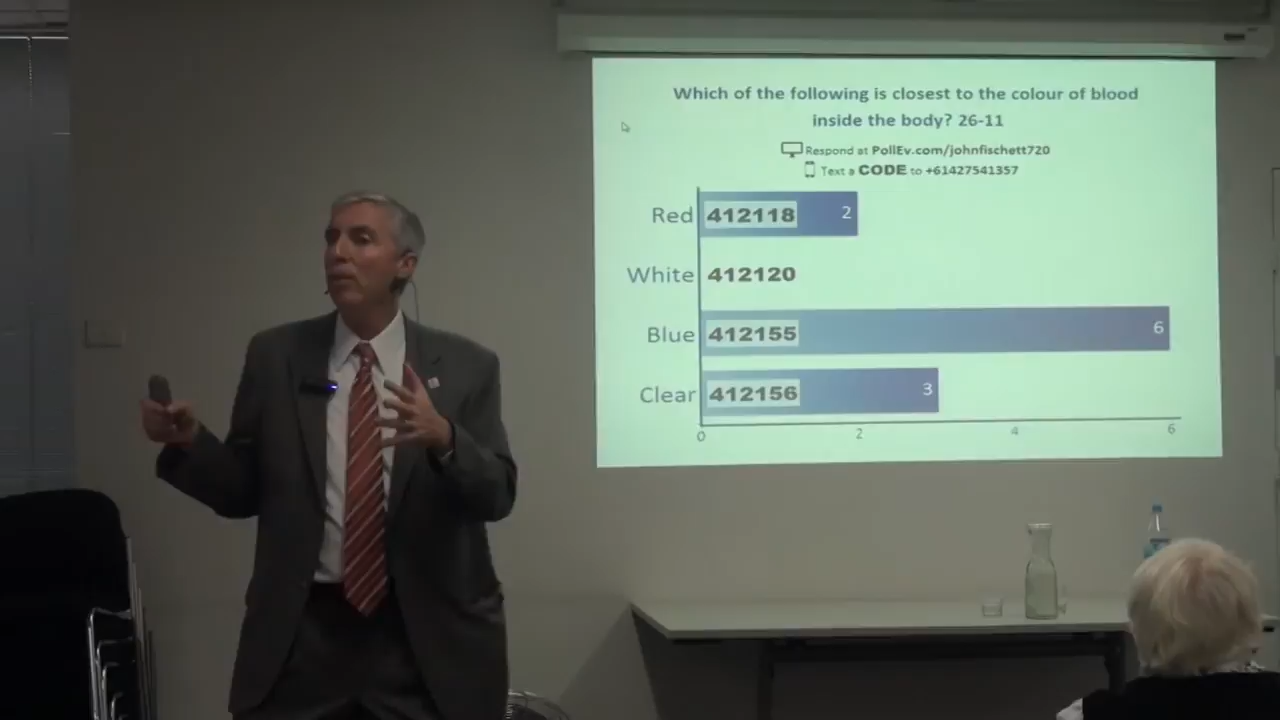 Which of the following is closest to the colour of blood
inside the body? 26-11
Respond at PollEv.com/johnfischett720
Text a CODE to +61427541357
Red 412118 2
White 412120
Blue 412155 6
Clear 412156 3
0 2 4 6